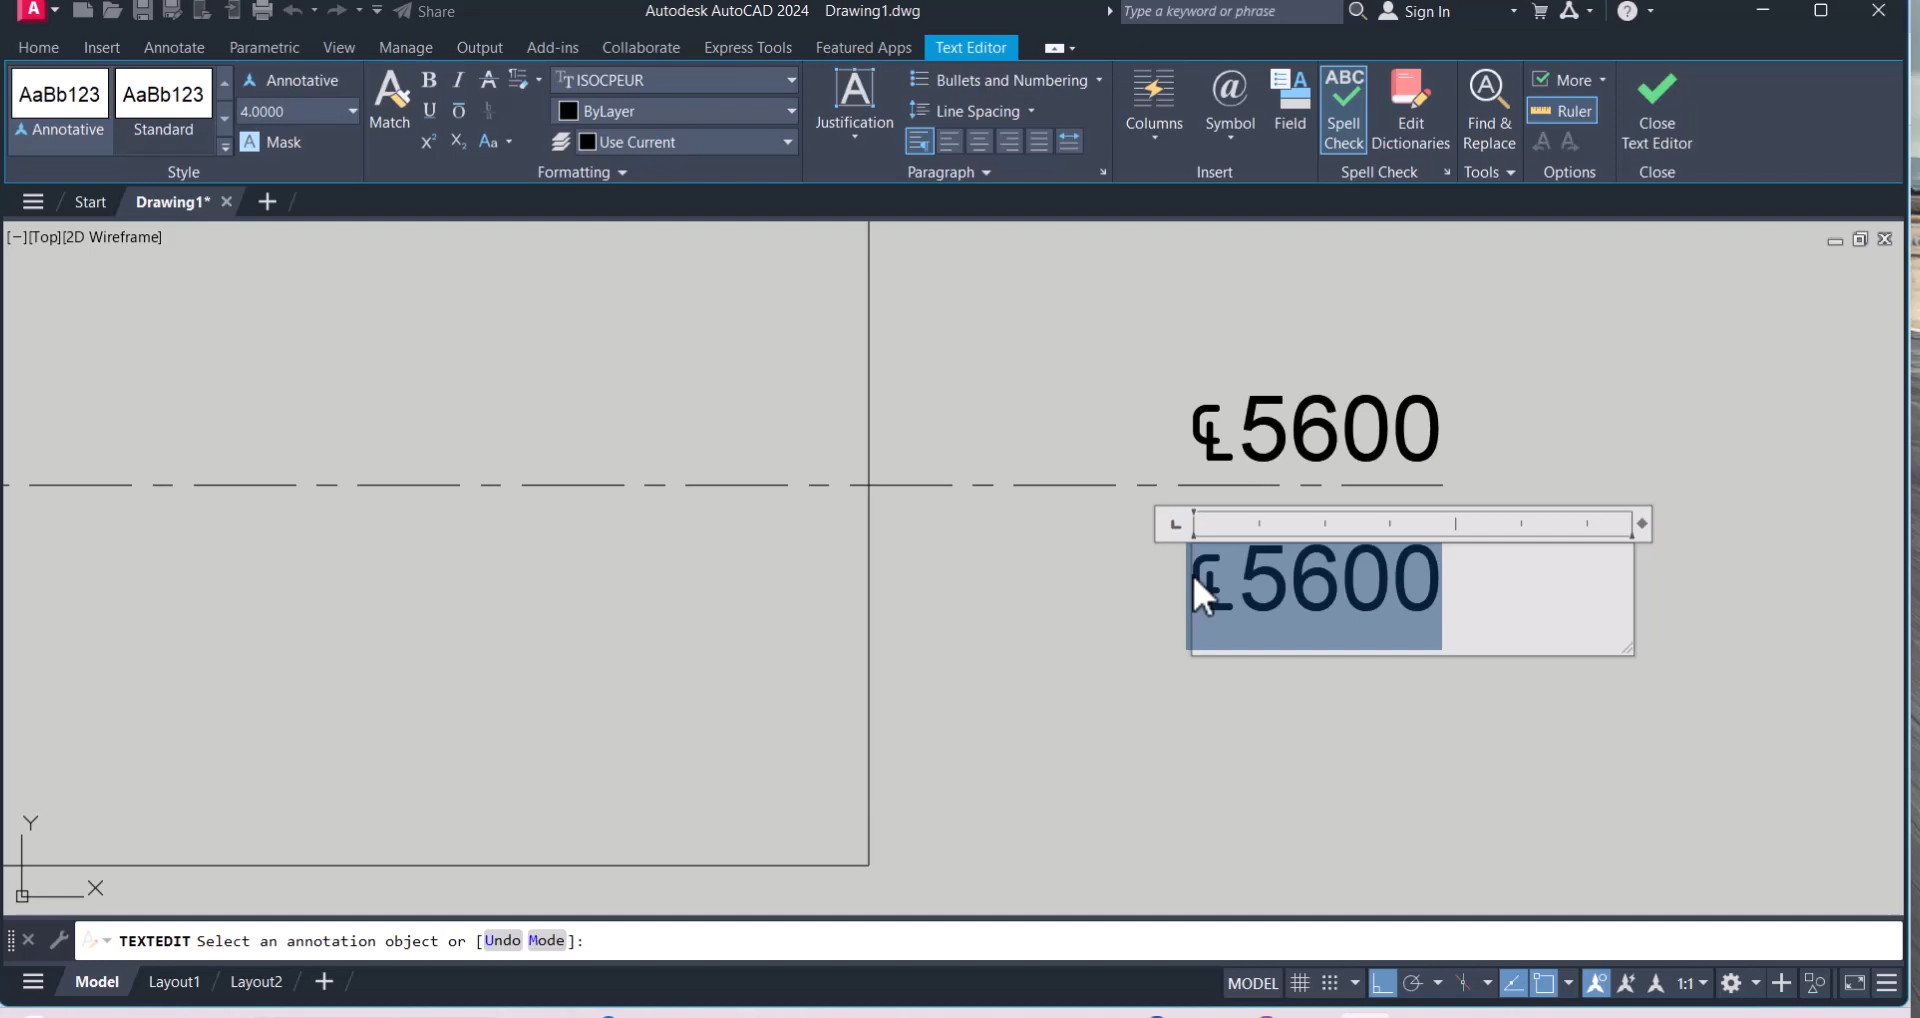 A Share Autodesk AutoCAD 2024 Drawing1.dwg Type a keyword or phrase Sign In ?
Home Insert Annotate Parametric View Manage Output Add-ins Collaborate Express Tools Featured Apps Text Editor
AaBb123 AaBb123
Annotative Standard
Annotative
4.0000
A Mask
Style
A Match
B I A
U O
X² X₂ Aa
ISOCPEUR
ByLayer
Use Current
Formatting
A Justification
Bullets and Numbering
Line Spacing
Paragraph
Columns
@ Symbol
A Field
Insert
ABC Spell Check
Edit Dictionaries
Spell Check
A Find & Replace
Tools
More
Ruler
Options
Close Text Editor
Close
Start Drawing1* +
[−][Top][2D Wireframe]
℄5600
℄5600
Y
X
TEXTEDIT Select an annotation object or [Undo Mode]:
Model Layout1 Layout2 + MODEL 1:1